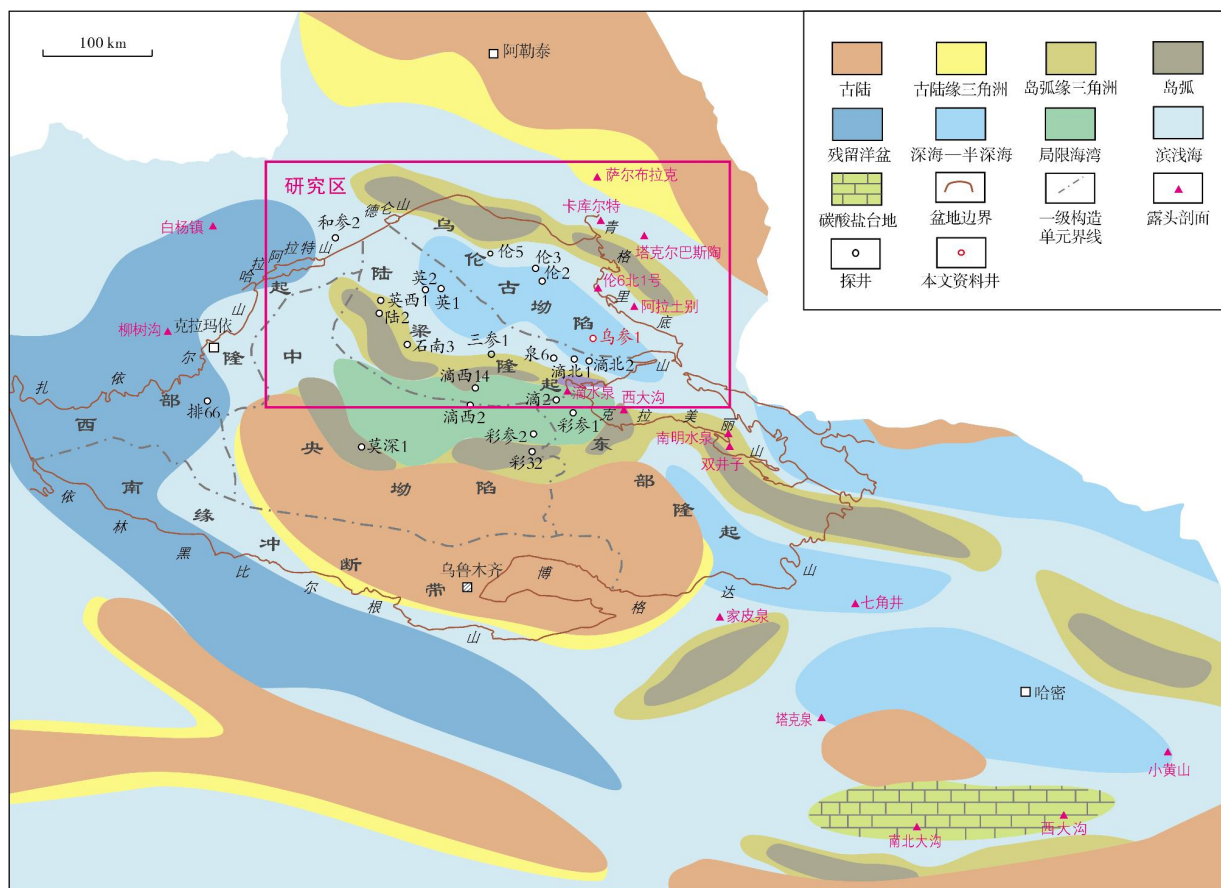 100 km
阿勒泰
古陆
古陆缘三角洲
岛弧缘三角洲
岛弧
残留洋盆
深海—半深海
局限海湾
滨浅海
碳酸盐台地
盆地边界
一级构造
单元界线
露头剖面
探井
本文资料井
研究区
萨尔布拉克
卡库尔特
塔克尔巴斯陶
白杨镇
和参2
德仑山
哈拉阿拉特山
乌伦古坳陷
青格里底山
伦5
伦3
伦2
伦6北1号
阿拉土别
陆梁隆起
英2
英1
英西1
陆2
石南3
三参1
乌参1
泉6
滴北1
滴北2
柳树沟
克拉玛依
扎依尔山
西部隆起
滴西14
滴西2
滴2
滴水泉
西大沟
克拉美丽山
彩参1
彩参2
彩32
莫深1
排66
南明水泉
双井子
中央坳陷
东部隆起
南缘冲断带
依林黑比尔根山
乌鲁木齐
博格达山
家皮泉
七角井
哈密
塔克泉
小黄山
南北大沟
西大沟